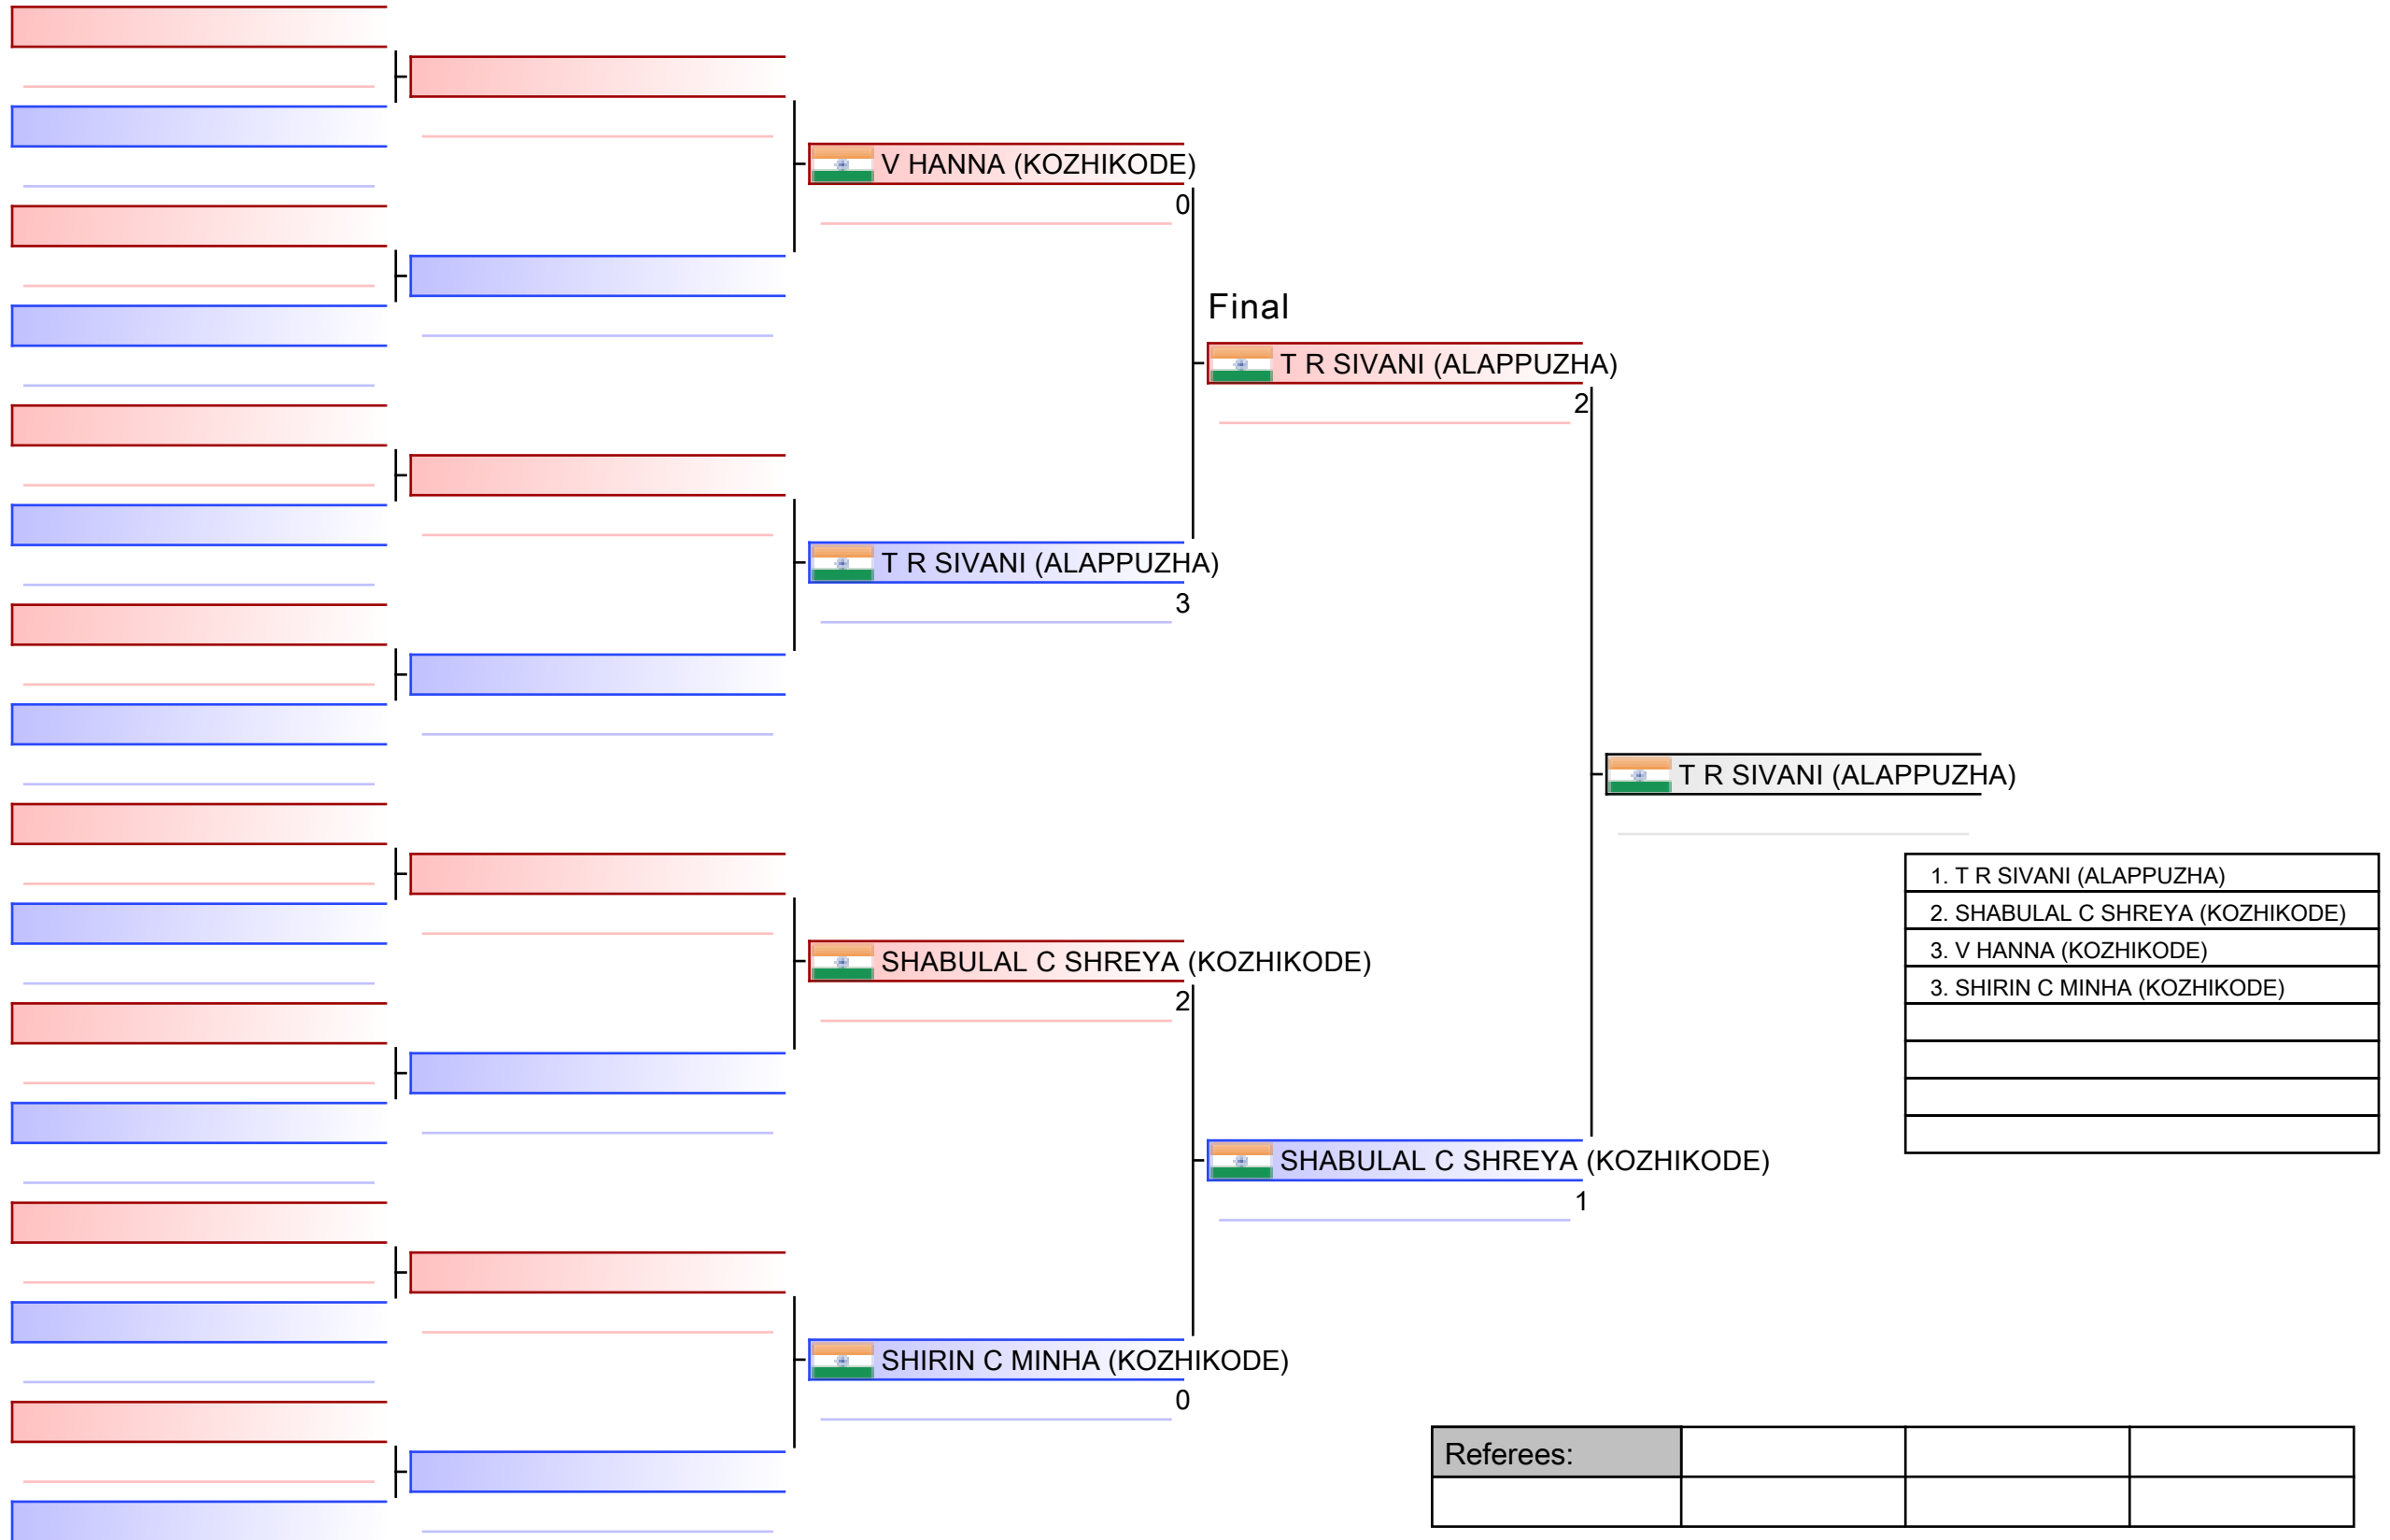 V HANNA (KOZHIKODE)
0
Final
T R SIVANI (ALAPPUZHA)
2
T R SIVANI (ALAPPUZHA)
3
T R SIVANI (ALAPPUZHA)
1. T R SIVANI (ALAPPUZHA)
2. SHABULAL C SHREYA (KOZHIKODE)
3. V HANNA (KOZHIKODE)
3. SHIRIN C MINHA (KOZHIKODE)
SHABULAL C SHREYA (KOZHIKODE)
2
SHABULAL C SHREYA (KOZHIKODE)
1
SHIRIN C MINHA (KOZHIKODE)
0
Referees: